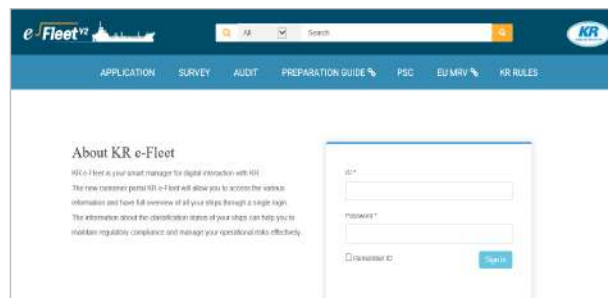 e-Fleet V2
All
Search
KR
APPLICATION
SURVEY
AUDIT
PREPARATION GUIDE
PSC
EU MRV
KR RULES
About KR e-Fleet
KR e-Fleet is your smart manager for digital interaction with KR
The new customer portal KR e-Fleet will allow you to access the various
information and have full overview of all your ships through a single login.
The information about the classification status of your ships can help you to
maintain regulatory compliance and manage your operational risks effectively.
ID *
Password *
Remember ID
Sign In